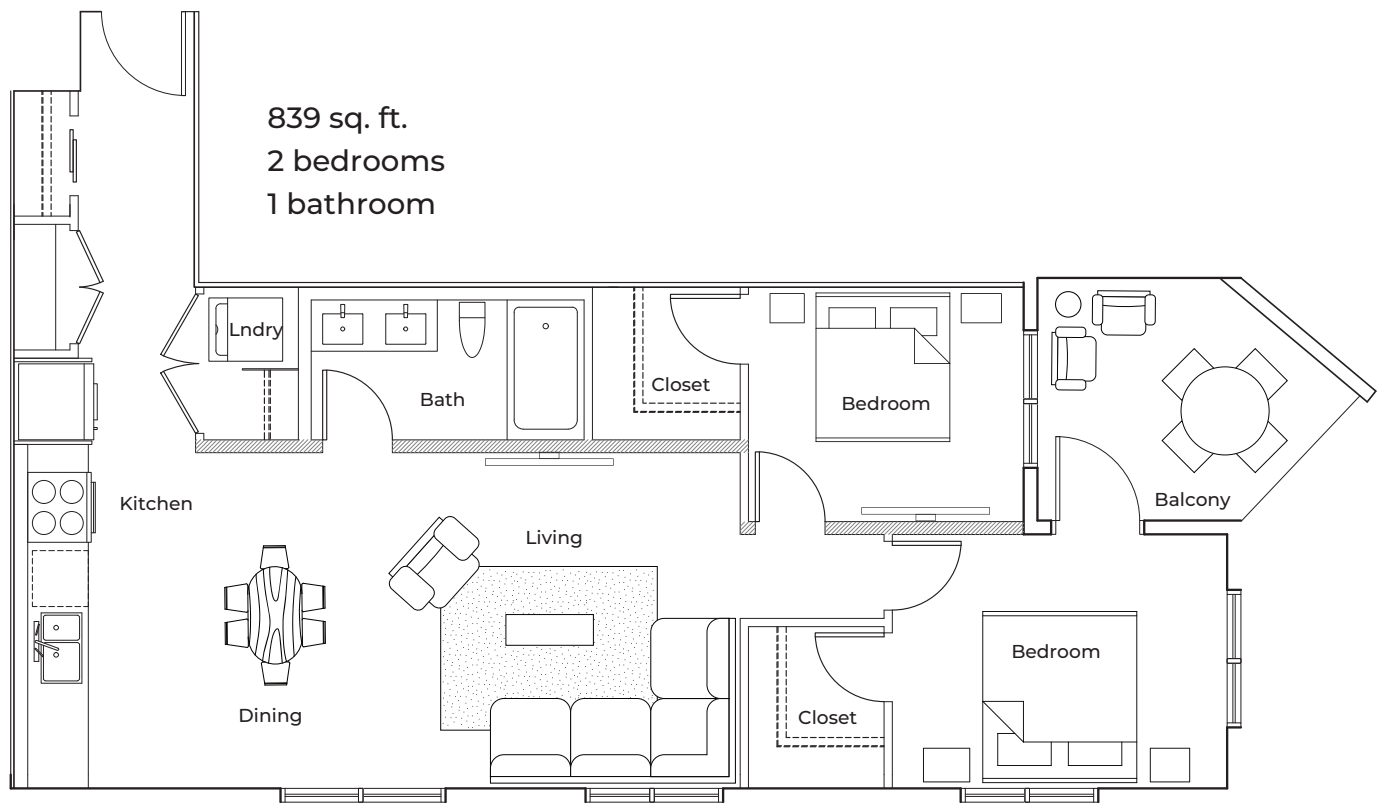 839 sq. ft.
2 bedrooms
1 bathroom
Lndry
Bath
Closet
Bedroom
Balcony
Kitchen
Living
Dining
Closet
Bedroom